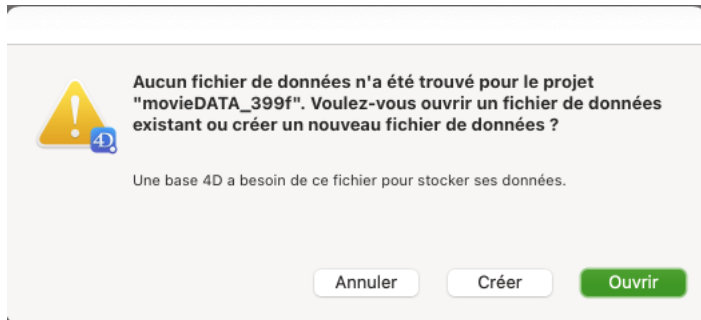 Aucun fichier de données n'a été trouvé pour le projet
"movieDATA_399f". Voulez-vous ouvrir un fichier de données
existant ou créer un nouveau fichier de données ?
4D
Une base 4D a besoin de ce fichier pour stocker ses données.
Annuler
Créer
Ouvrir